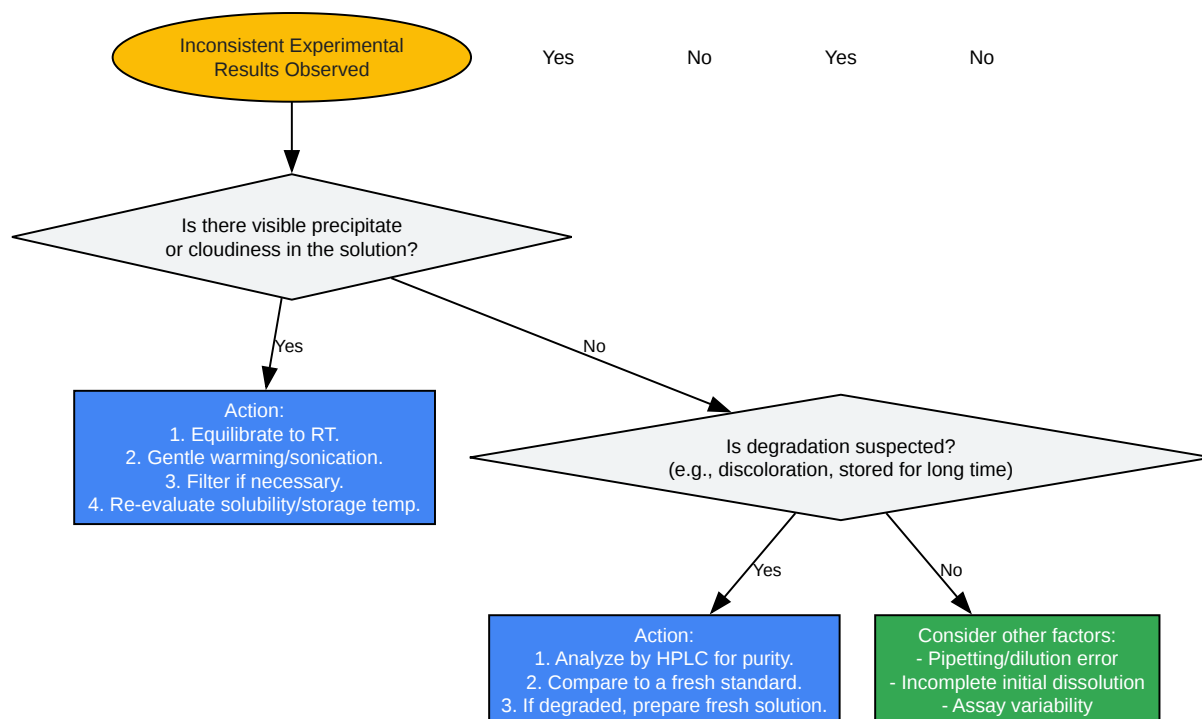 Inconsistent Experimental
Results Observed
Yes
No
Yes
No
Is there visible precipitate
or cloudiness in the solution?
Yes
No
Action:
1. Equilibrate to RT.
2. Gentle warming/sonication.
3. Filter if necessary.
4. Re-evaluate solubility/storage temp.
Is degradation suspected?
(e.g., discoloration, stored for long time)
Yes
No
Action:
1. Analyze by HPLC for purity.
2. Compare to a fresh standard.
3. If degraded, prepare fresh solution.
Consider other factors:
- Pipetting/dilution error
- Incomplete initial dissolution
- Assay variability